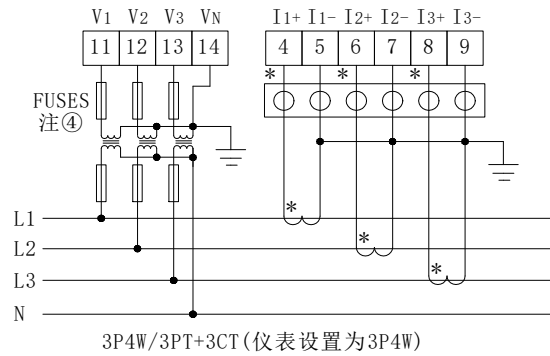 V1 V2 V3 VN I1+ I1- I2+ I2- I3+ I3-
11 12 13 14 4 5 6 7 8 9
* * *
FUSES
注④
L1 *
L2 *
L3 *
N
3P4W/3PT+3CT(仪表设置为3P4W)